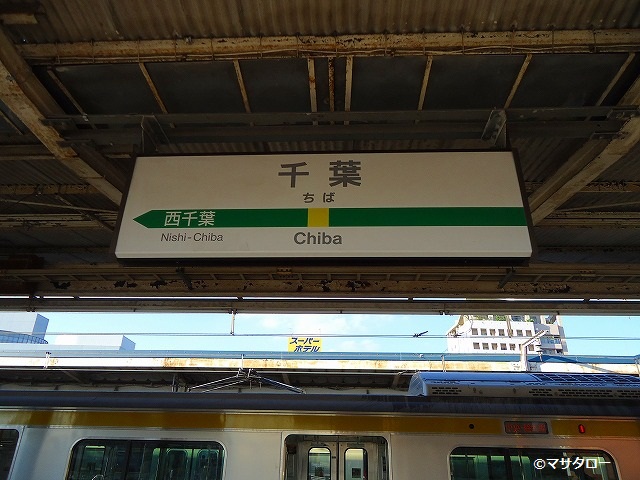 千葉
ちば
西千葉
Nishi-Chiba
Chiba
スーパー
ホテル
©マサタロー